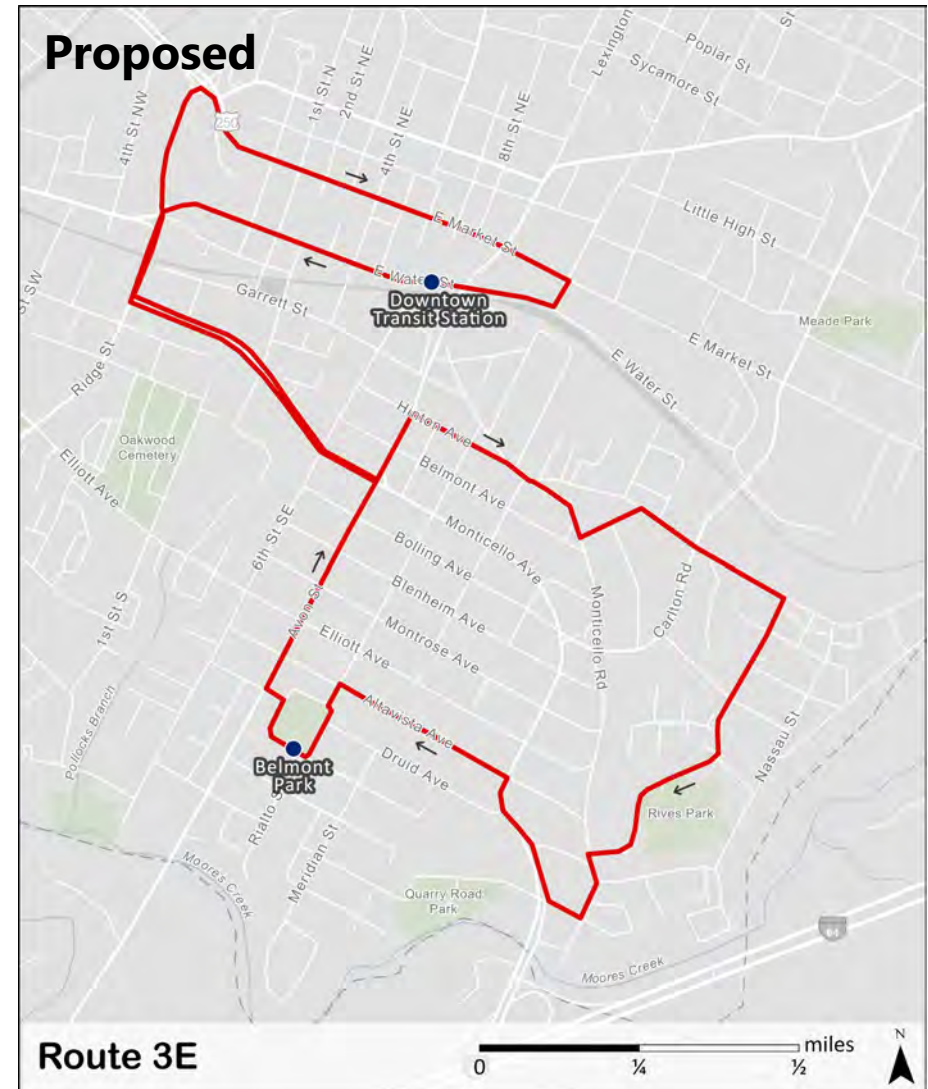 Proposed
Lexington
Poplar St
St
Sycamore St
1st St N
2nd St NE
4th St NW
4th St NE
8th St NE
250
E Market St
Little High St
E Water St
Downtown
Transit Station
Garrett St
St SW
Meade Park
E Market St
E Water St
Ridge St
Hinton Ave
Oakwood
Cemetery
Belmont Ave
Elliott Ave
Monticello Ave
6th St SE
Bolling Ave
Blenheim Ave
Carlton Rd
Monticello Rd
Avon St
Montrose Ave
1st St S
Elliott Ave
Pollocks Branch
Altavista Ave
Nassau St
Belmont
Park
Druid Ave
Rives Park
Rialto S
Meridian St
Moores Creek
Quarry Road
Park
64
Moores Creek
Route 3E
miles
0
¼
½
N